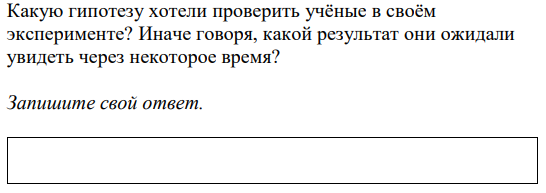 Какую гипотезу хотели проверить учёные в своём
эксперименте? Иначе говоря, какой результат они ожидали
увидеть через некоторое время?
Запишите свой ответ.